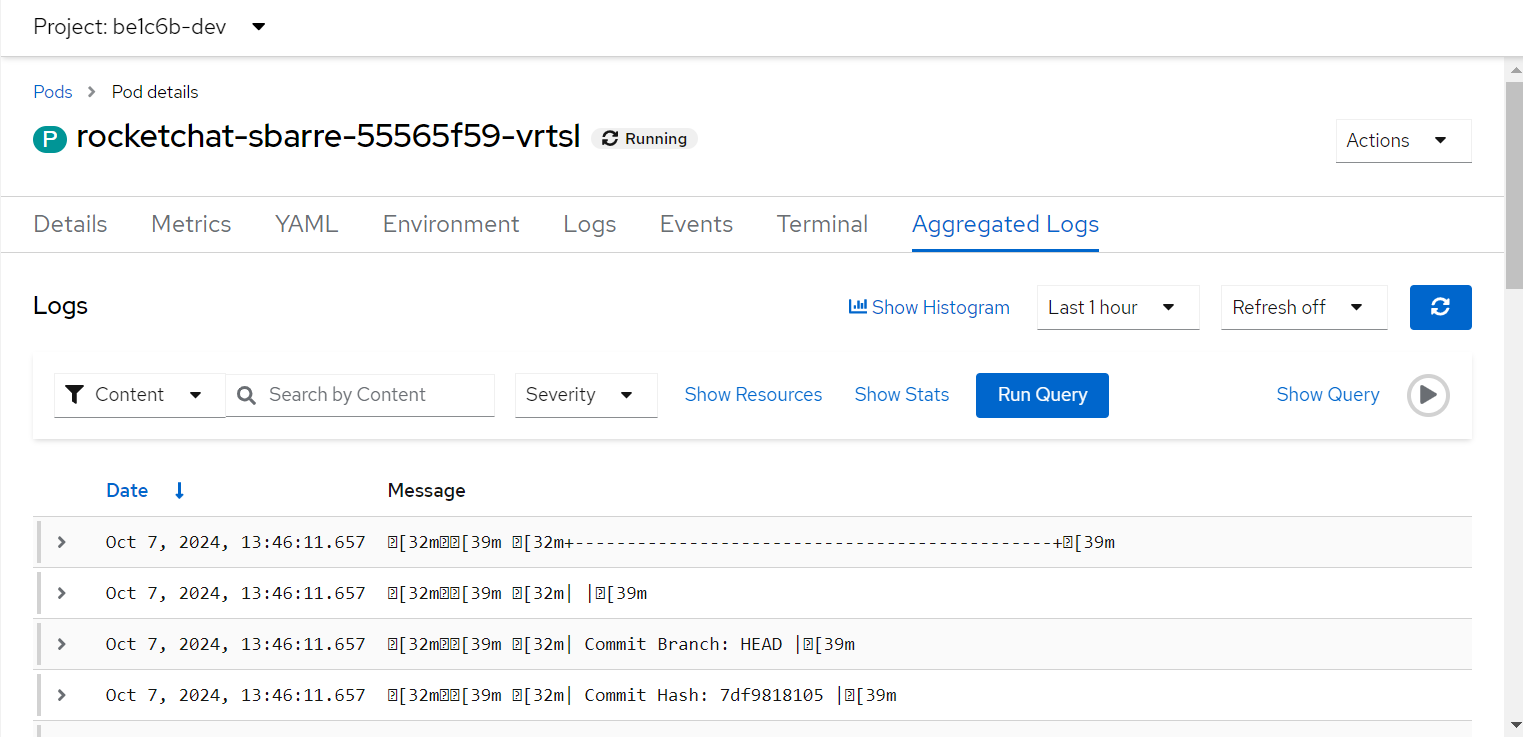 Project: be1c6b-dev
Pods > Pod details
P rocketchat-sbarre-55565f59-vrtsl Running
Actions
Details Metrics YAML Environment Logs Events Terminal Aggregated Logs
Logs Show Histogram Last 1 hour Refresh off
Content Search by Content Severity Show Resources Show Stats Run Query Show Query
Date Message
Oct 7, 2024, 13:46:11.657 [32m[39m [32m+----------------------------------------------+[39m
Oct 7, 2024, 13:46:11.657 [32m[39m [32m| |[39m
Oct 7, 2024, 13:46:11.657 [32m[39m [32m| Commit Branch: HEAD |[39m
Oct 7, 2024, 13:46:11.657 [32m[39m [32m| Commit Hash: 7df9818105 |[39m